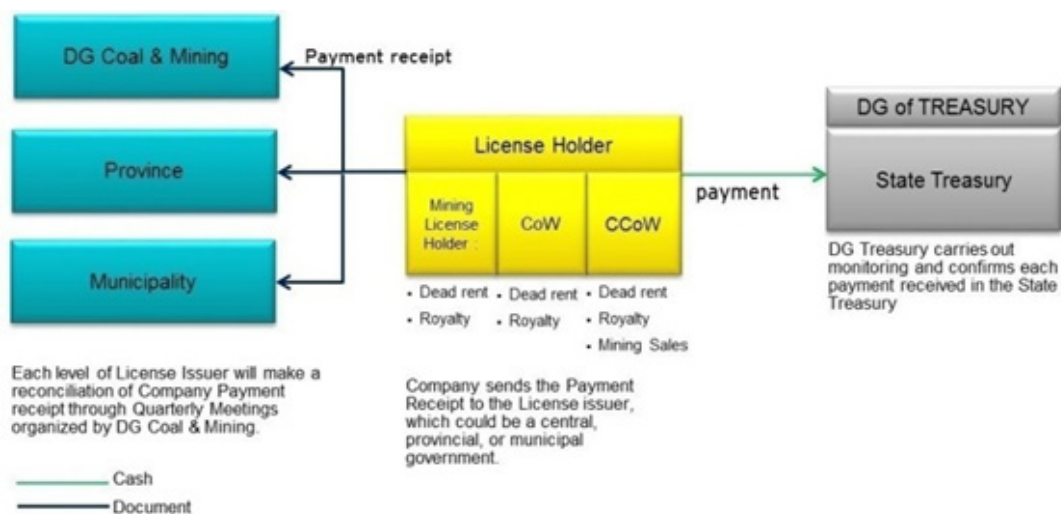 DG Coal & Mining
Payment receipt
Province
Municipality
License Holder
Mining
License
Holder :
CoW
CCoW
• Dead rent
• Royalty
• Dead rent
• Royalty
• Dead rent
• Royalty
• Mining Sales
payment
DG of TREASURY
State Treasury
DG Treasury carries out
monitoring and confirms each
payment received in the State
Treasury
Each level of License Issuer will make a
reconciliation of Company Payment
receipt through Quarterly Meetings
organized by DG Coal & Mining.
Company sends the Payment
Receipt to the License issuer,
which could be a central,
provincial, or municipal
government.
Cash
Document